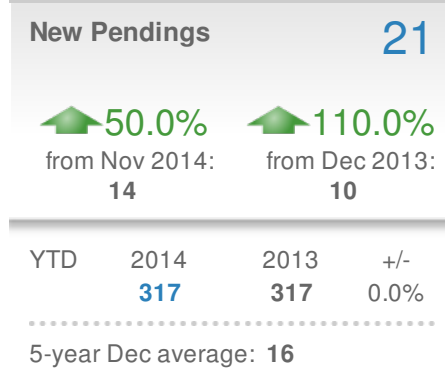 New Pendings 21
50.0% 110.0%
from Nov 2014: from Dec 2013:
14 10
YTD 2014 2013 +/-
317 317 0.0%
5-year Dec average: 16